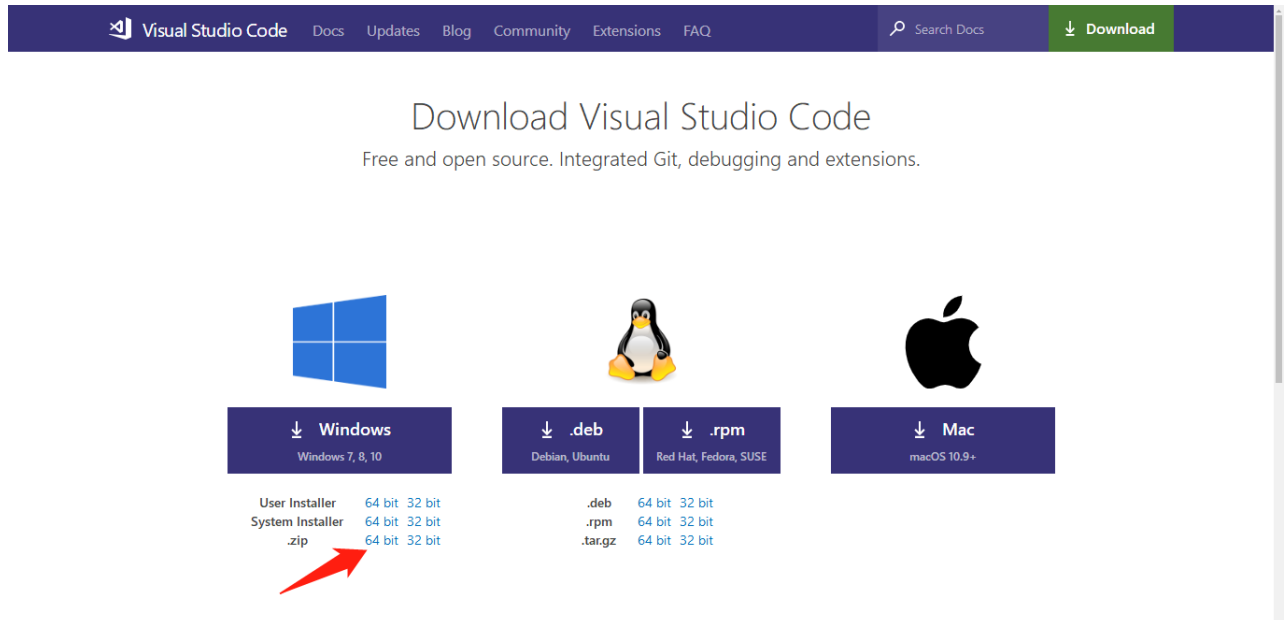 Visual Studio Code Docs Updates Blog Community Extensions FAQ Search Docs Download
Download Visual Studio Code
Free and open source. Integrated Git, debugging and extensions.
Windows
Windows 7, 8, 10
User Installer 64 bit 32 bit
System Installer 64 bit 32 bit
.zip 64 bit 32 bit
.deb
Debian, Ubuntu
.rpm
Red Hat, Fedora, SUSE
.deb 64 bit 32 bit
.rpm 64 bit 32 bit
.tar.gz 64 bit 32 bit
Mac
macOS 10.9+